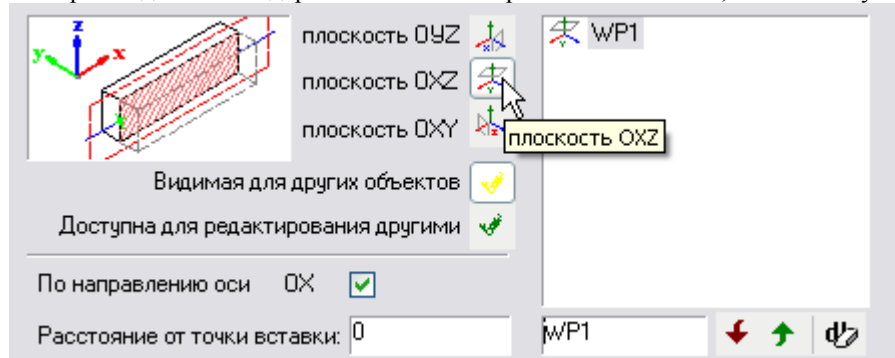 z
y x
плоскость OYZ
WP1
плоскость OXZ
плоскость OXY
плоскость OXZ
Видимая для других объектов
Доступна для редактирования другими
По направлению оси OX
Расстояние от точки вставки: 0
WP1